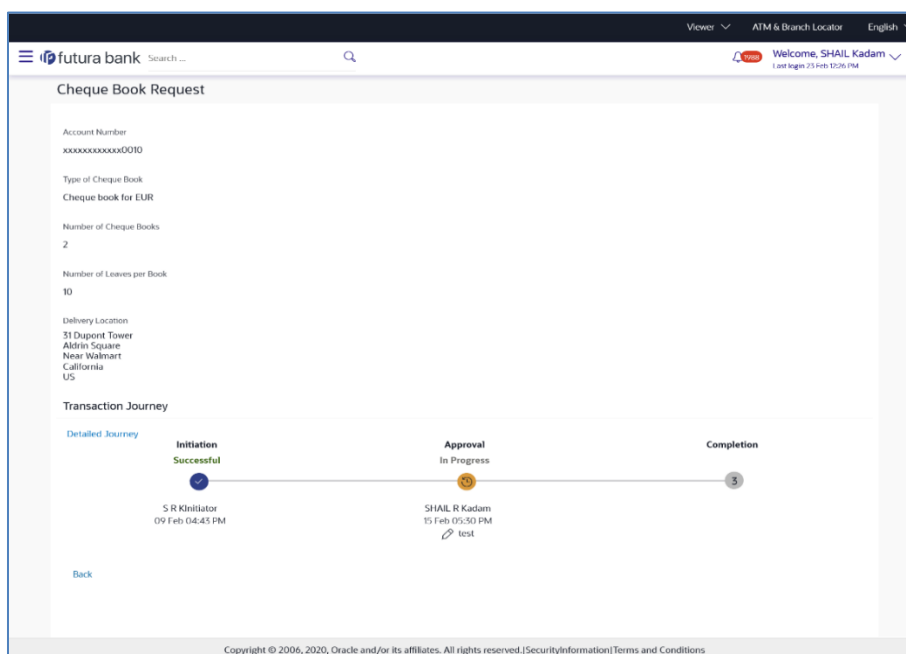 Viewer ATM & Branch Locator English
futura bank Search ... 1988 Welcome, SHAIL Kadam
Last login 23 Feb 12:26 PM
Cheque Book Request
Account Number
xxxxxxxxxxxx0010
Type of Cheque Book
Cheque book for EUR
Number of Cheque Books
2
Number of Leaves per Book
10
Delivery Location
31 Dupont Tower
Aldrin Square
Near Walmart
California
US
Transaction Journey
Detailed Journey
Initiation Approval Completion
Successful In Progress
3
S R KInitiator SHAIL R Kadam
09 Feb 04:43 PM 15 Feb 05:30 PM
test
Back
Copyright © 2006, 2020, Oracle and/or its affiliates. All rights reserved.|SecurityInformation|Terms and Conditions